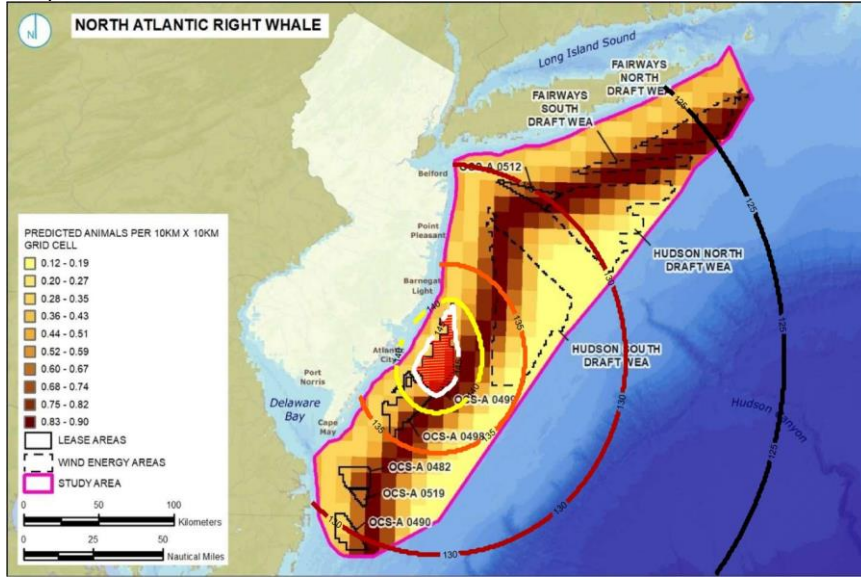 N
NORTH ATLANTIC RIGHT WHALE
Long Island Sound
FAIRWAYS
NORTH
DRAFT WEA
FAIRWAYS
SOUTH
DRAFT WEA
125
OCS-A 0512
Belford
Point
Pleasant
HUDSON NORTH
DRAFT WEA
130
Barnegat
Light
140
145
135
125
HUDSON SOUTH
DRAFT WEA
Atlantic
City
140
Port
Norris
Delaware
Bay
Cape
May
OCS-A 0499
130
Hudson Canyon
135
OCS-A 0498
135
125
OCS-A 0482
OCS-A 0519
130
130
OCS-A 0490
130
PREDICTED ANIMALS PER 10KM X 10KM
GRID CELL
0.12 - 0.19
0.20 - 0.27
0.28 - 0.35
0.36 - 0.43
0.44 - 0.51
0.52 - 0.59
0.60 - 0.67
0.68 - 0.74
0.75 - 0.82
0.83 - 0.90
LEASE AREAS
WIND ENERGY AREAS
STUDY AREA
0 50 100
Kilometers
0 25 50
Nautical Miles